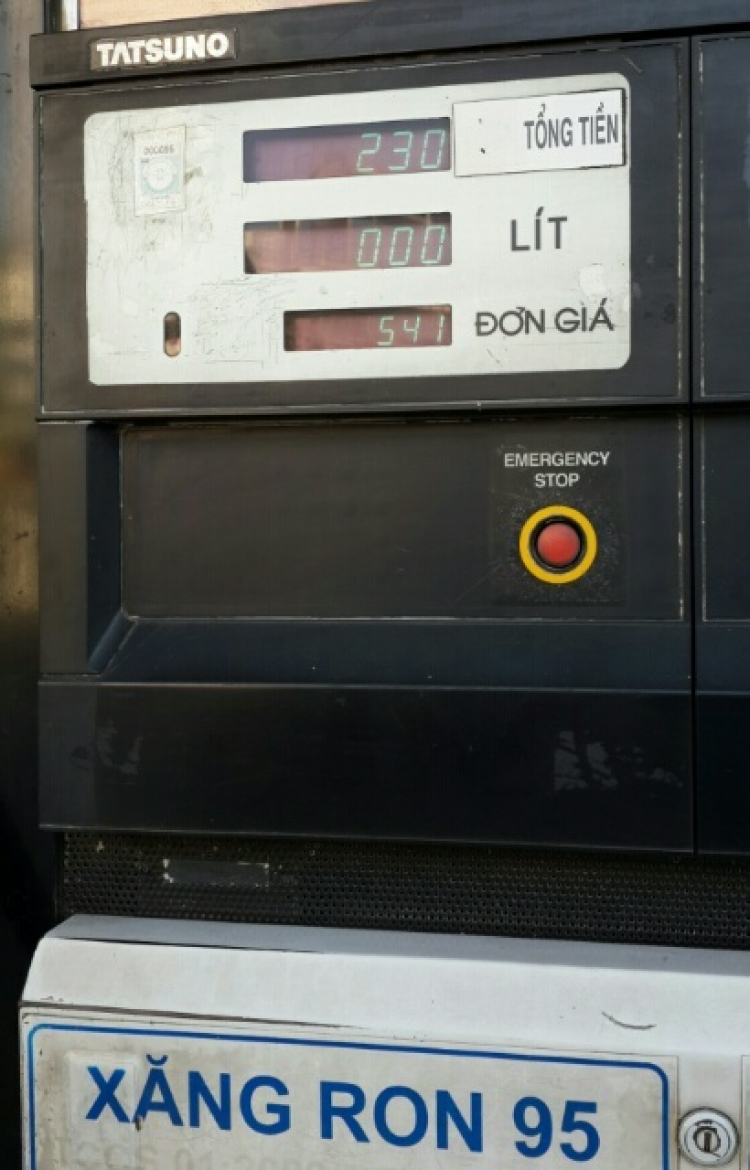 TATSUNO
230
TỔNG TIỀN
000
LÍT
541
ĐƠN GIÁ
EMERGENCY
STOP
XĂNG RON 95